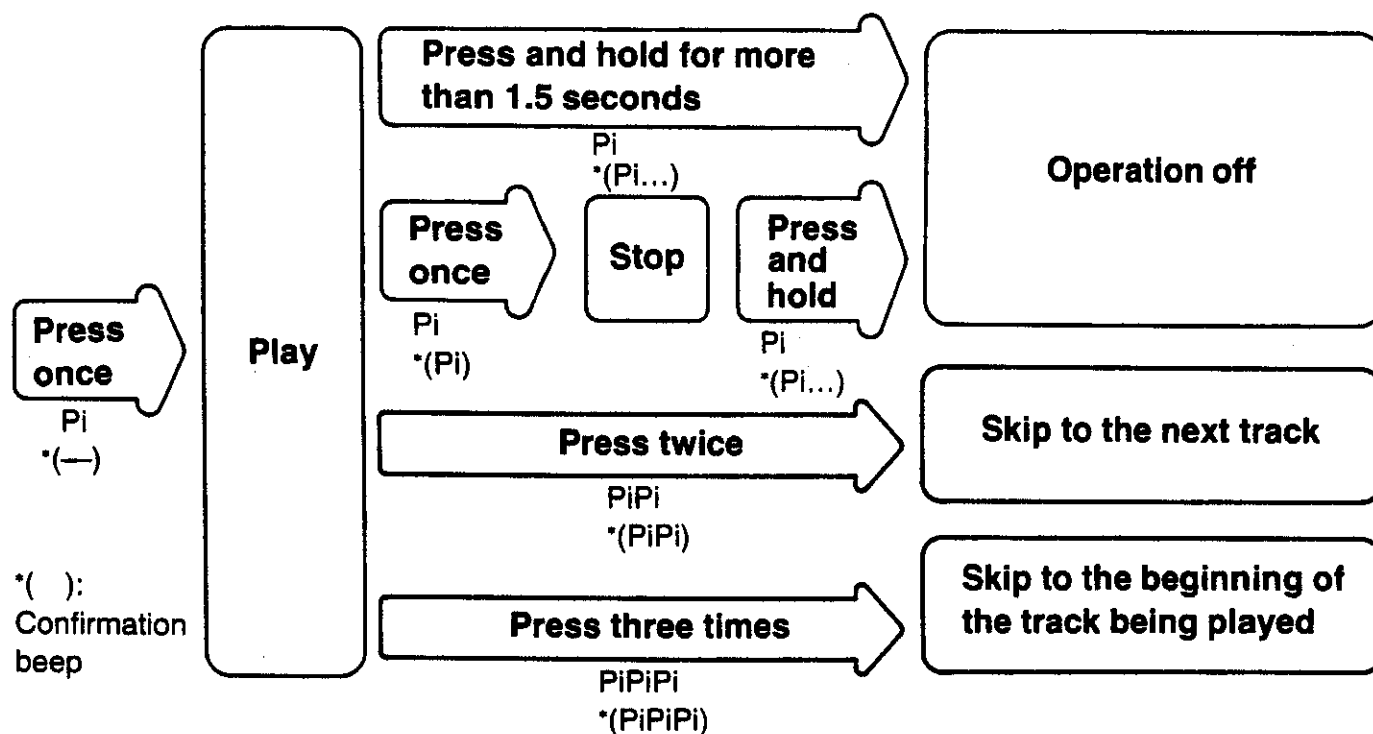 Press and hold for more
than 1.5 seconds
Pi
*(Pi...)
Operation off
Press
once
Pi
*(Pi)
Stop
Press
and
hold
Pi
*(Pi...)
Press
once
Pi
*(—)
Play
Press twice
PiPi
*(PiPi)
Skip to the next track
*( ):
Confirmation
beep
Press three times
PiPiPi
*(PiPiPi)
Skip to the beginning of
the track being played